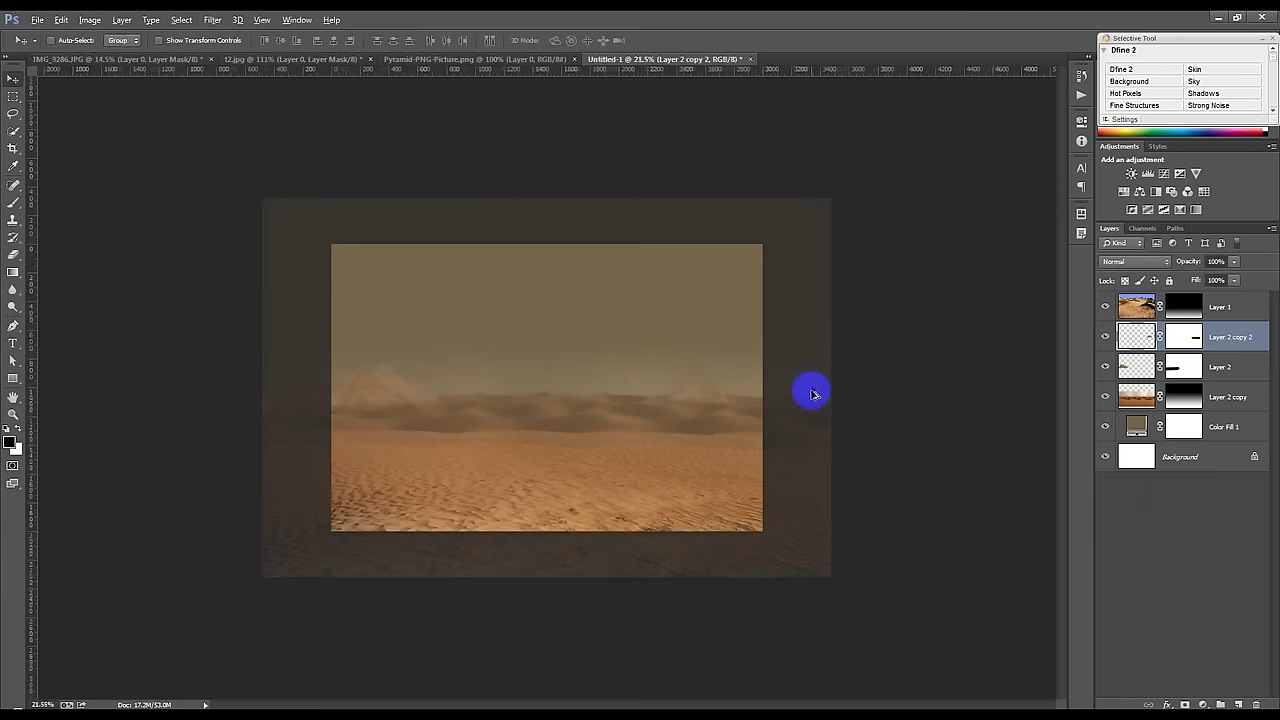 Ps File Edit Image Layer Type Select Filter 3D View Window Help
Auto-Select: Group Show Transform Controls 3D Mode:
IMG_9286.JPG @ 14.5% (Layer 0, Layer Mask/8) * × t2.jpg @ 111% (Layer 0, Layer Mask/8) * × Pyramid-PNG-Picture.png @ 100% (Layer 0, RGB/8#) × Untitled-1 @ 21.5% (Layer 2 copy 2, RGB/8) * ×
Selective Tool
Dfine 2
Dfine 2 Skin
Background Sky
Hot Pixels Shadows
Fine Structures Strong Noise
Settings
Adjustments Styles
Add an adjustment
Layers Channels Paths
Kind
Normal Opacity: 100%
Lock: Fill: 100%
Layer 1
Layer 2 copy 2
Layer 2
Layer 2 copy
Color Fill 1
Background
21.55% Doc: 17.2M/53.0M